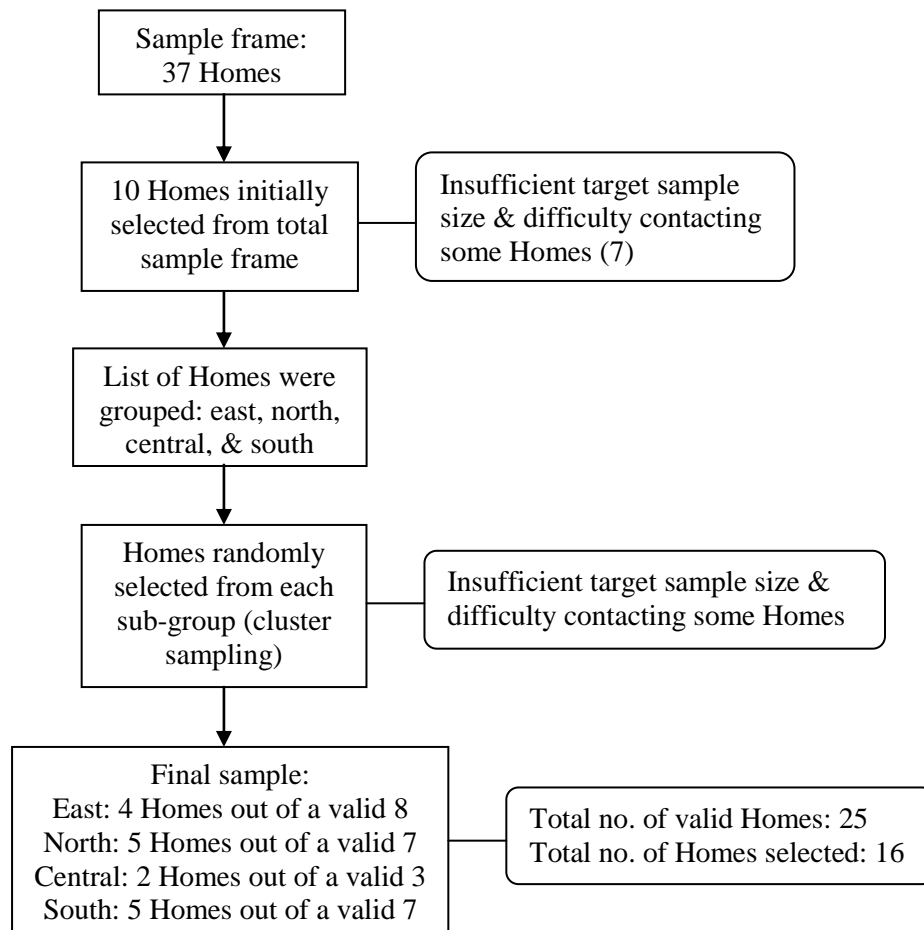 Sample frame:
37 Homes
10 Homes initially
selected from total
sample frame
Insufficient target sample
size & difficulty contacting
some Homes (7)
List of Homes were
grouped: east, north,
central, & south
Homes randomly
selected from each
sub-group (cluster
sampling)
Insufficient target sample size &
difficulty contacting some Homes
Final sample:
East: 4 Homes out of a valid 8
North: 5 Homes out of a valid 7
Central: 2 Homes out of a valid 3
South: 5 Homes out of a valid 7
Total no. of valid Homes: 25
Total no. of Homes selected: 16